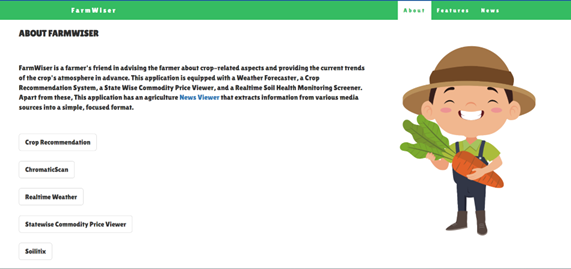 FarmWiser
About Features News
ABOUT FARMWISER
FarmWiser is a farmer's friend in advising the farmer about crop-related aspects and providing the current trends
of the crop's atmosphere in advance. This application is equipped with a Weather Forecaster, a Crop
Recommendation System, a State Wise Commodity Price Viewer, and a Realtime Soil Health Monitoring Screener.
Apart from these, This application has an agriculture News Viewer that extracts information from various media
sources into a simple, focused format.
Crop Recommendation
ChromaticScan
Realtime Weather
Statewise Commodity Price Viewer
Soilitix